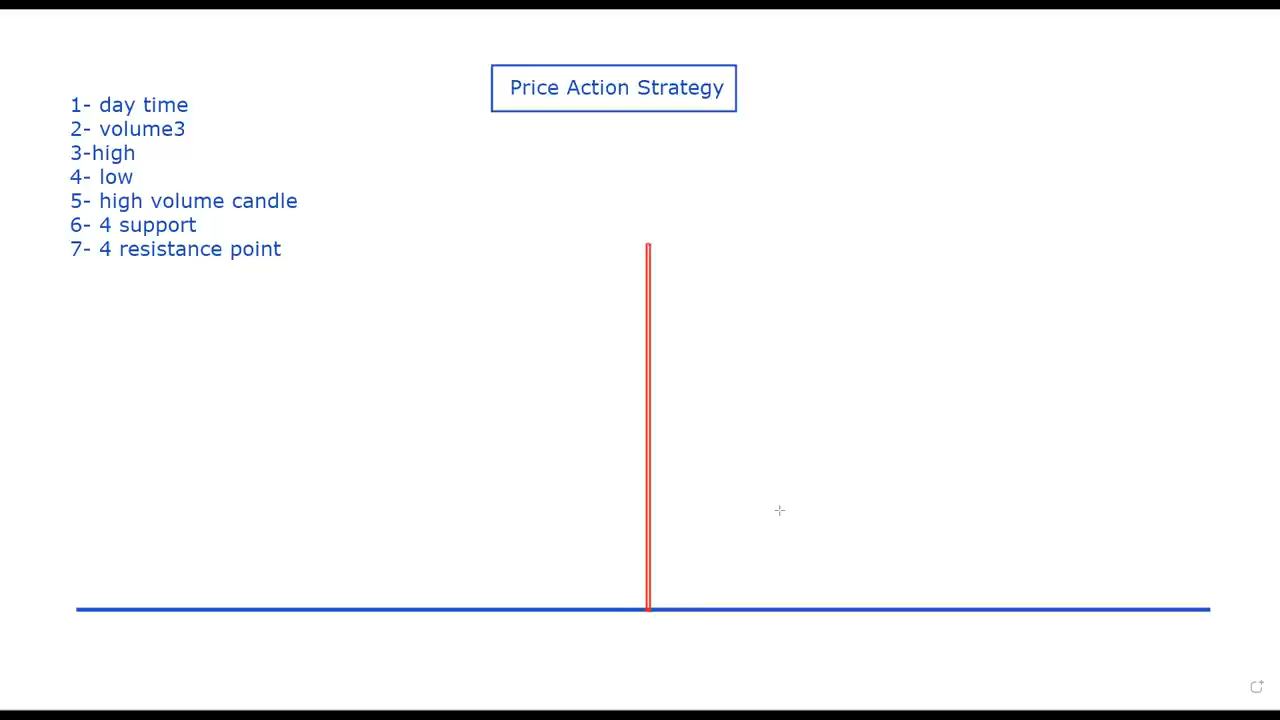 Price Action Strategy
1- day time
2- volume3
3-high
4- low
5- high volume candle
6- 4 support
7- 4 resistance point